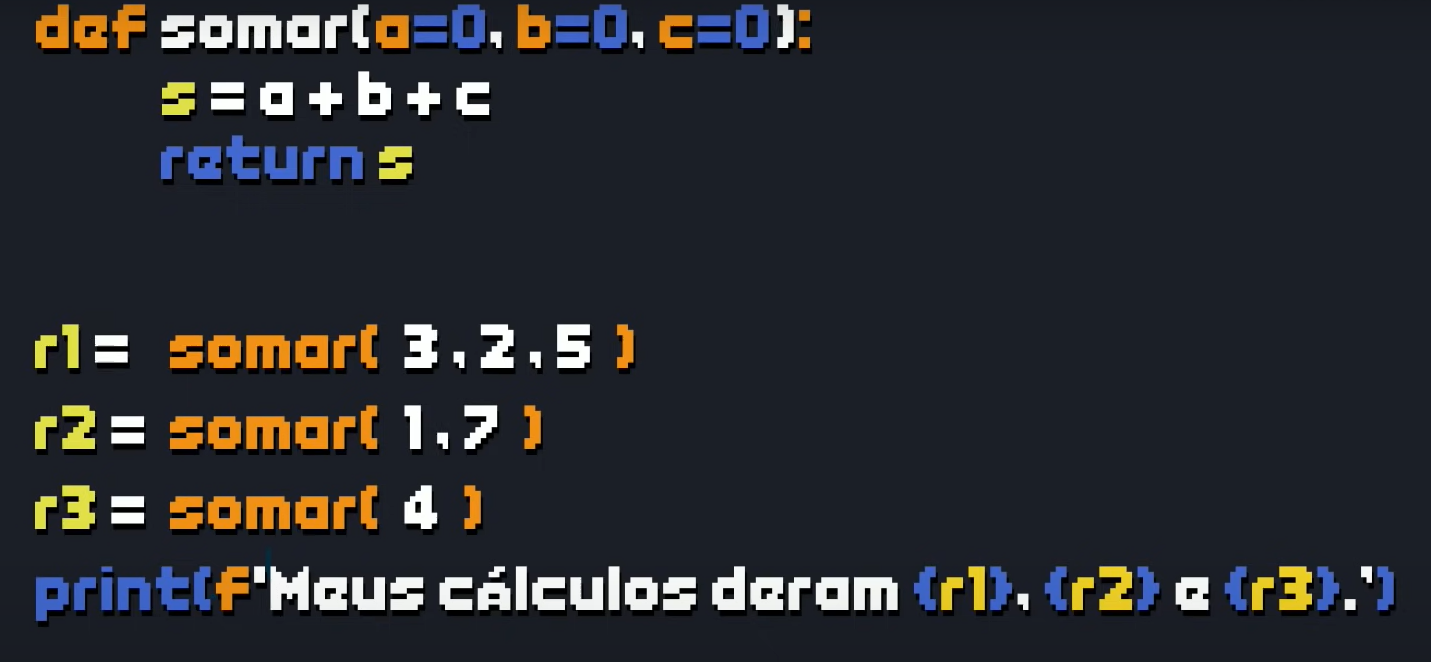 def somar(a=0, b=0, c=0):
s = a + b + c
return s
r1 = somar( 3 , 2 , 5 )
r2 = somar( 1 , 7 )
r3 = somar( 4 )
print(f'Meus cálculos deram {r1}, {r2} e {r3}.')